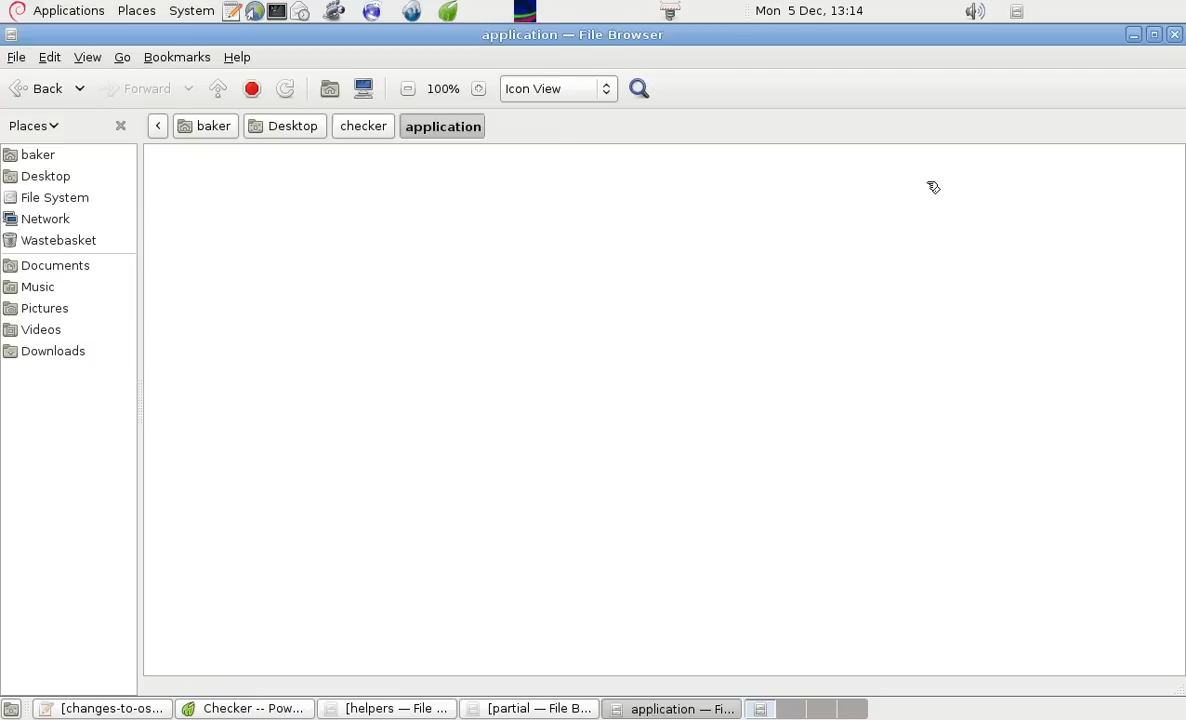 Applications Places System Mon 5 Dec, 13:14
application — File Browser
File Edit View Go Bookmarks Help
Back Forward 100% Icon View
Places baker Desktop checker application
baker
Desktop
File System
Network
Wastebasket
Documents
Music
Pictures
Videos
Downloads
[changes-to-os... Checker -- Pow... [helpers — File ... [partial — File B... application — Fi...